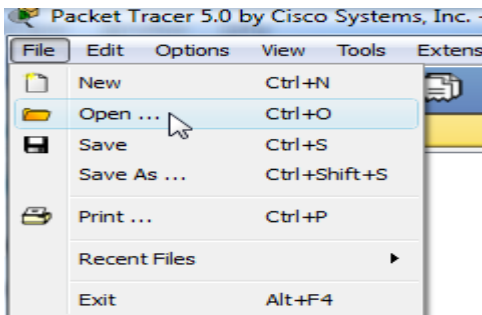 Packet Tracer 5.0 by Cisco Systems, Inc. -
File Edit Options View Tools Extens
New Ctrl+N
Open ... Ctrl+O
Save Ctrl+S
Save As ... Ctrl+Shift+S
Print ... Ctrl+P
Recent Files
Exit Alt+F4